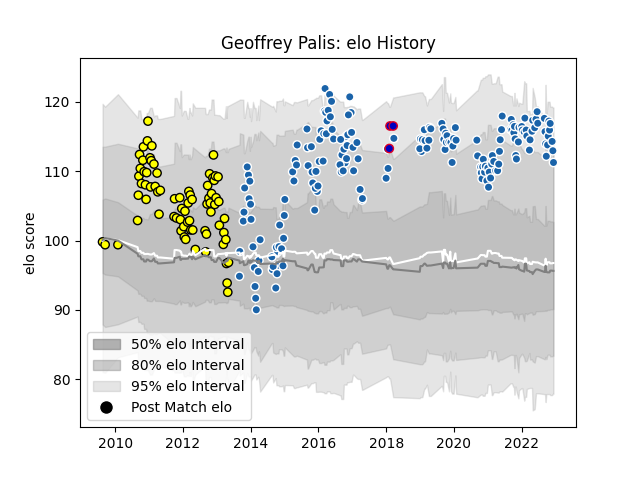 Geoffrey Palis: elo History
elo score
120
110
100
90
80
50% elo Interval
80% elo Interval
95% elo Interval
Post Match elo
2010
2012
2014
2016
2018
2020
2022